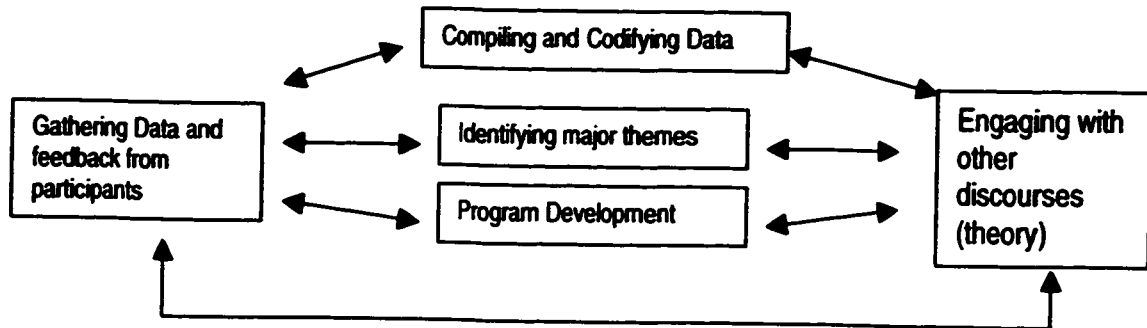 Compiling and Codifying Data
Gathering Data and
feedback from
participants
Identifying major themes
Program Development
Engaging with
other
discourses
(theory)